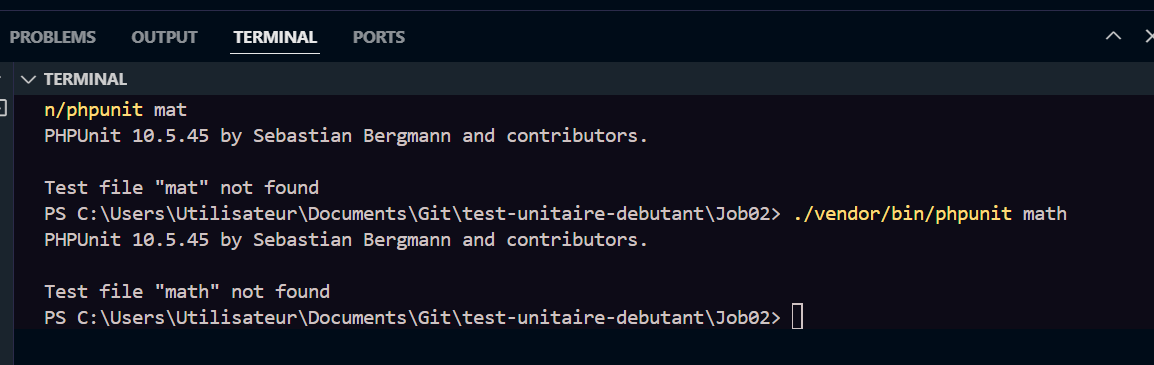 PROBLEMS OUTPUT TERMINAL PORTS
TERMINAL
n/phpunit mat
PHPUnit 10.5.45 by Sebastian Bergmann and contributors.
Test file "mat" not found
PS C:\Users\Utilisateur\Documents\Git\test-unitaire-debutant\Job02> ./vendor/bin/phpunit math
PHPUnit 10.5.45 by Sebastian Bergmann and contributors.
Test file "math" not found
PS C:\Users\Utilisateur\Documents\Git\test-unitaire-debutant\Job02>